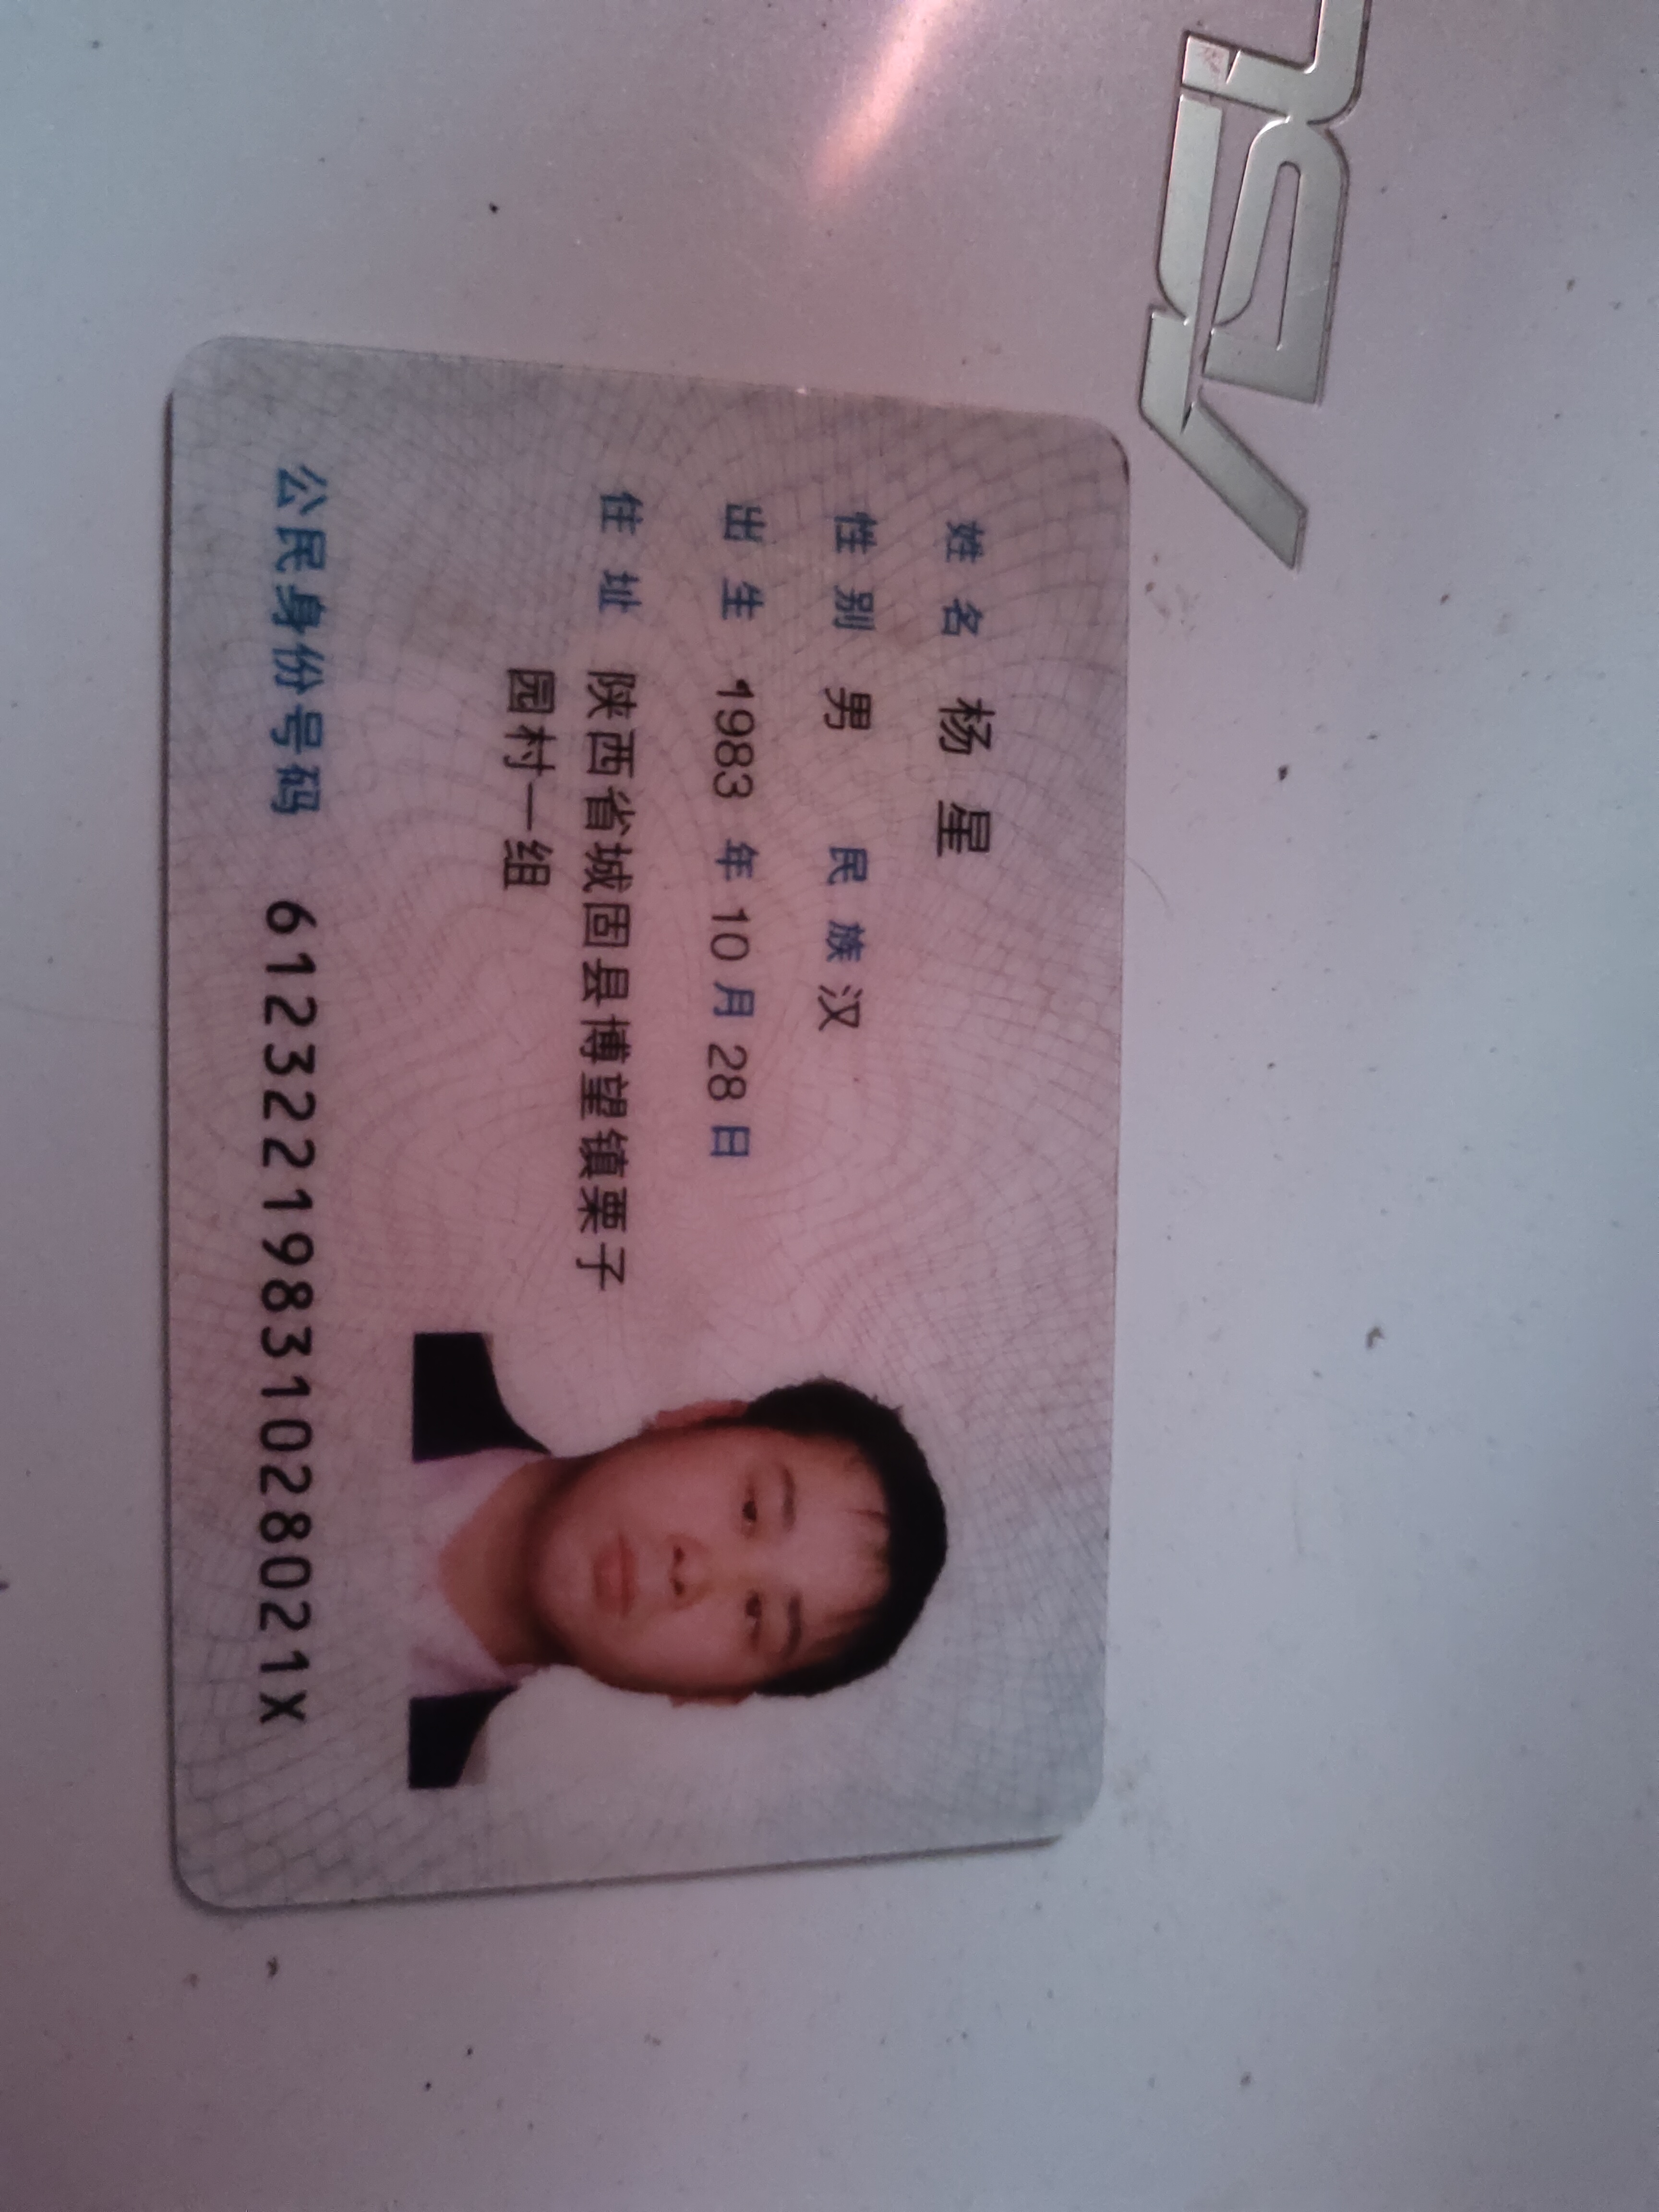 姓名 杨星
性别 男 民族 汉
出生 1983 年 10 月 28 日
住址 陕西省城固县博望镇栗子
园村一组
公民身份号码 61232219831028021X